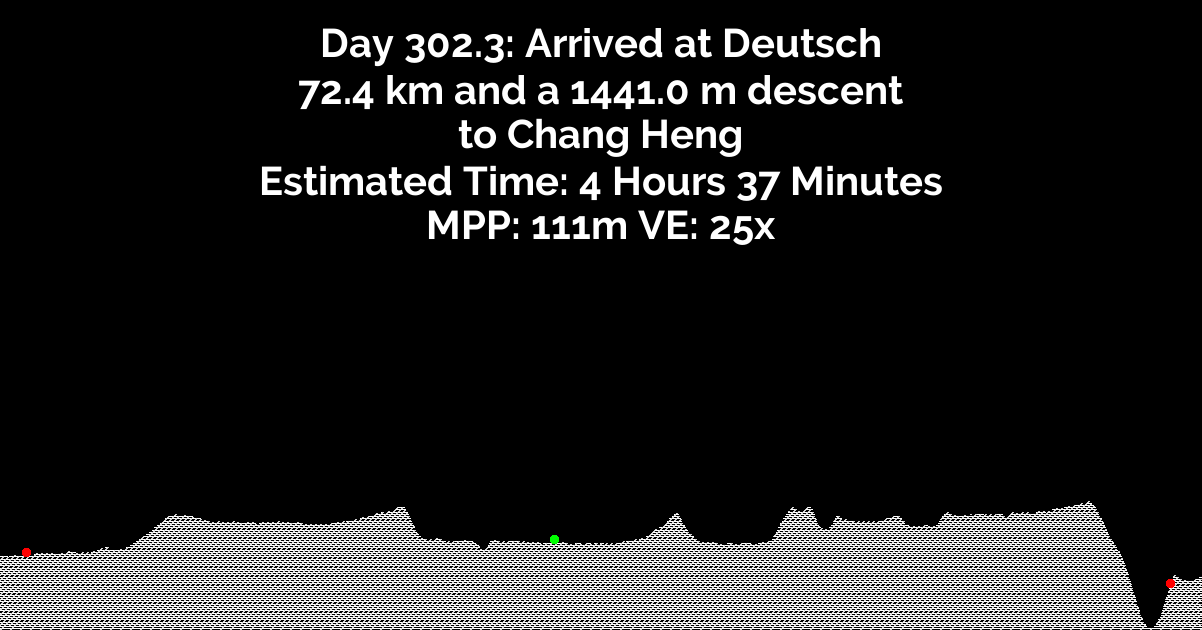 Day 302.3: Arrived at Deutsch
72.4 km and a 1441.0 m descent
to Chang Heng
Estimated Time: 4 Hours 37 Minutes
MPP: 111m VE: 25x